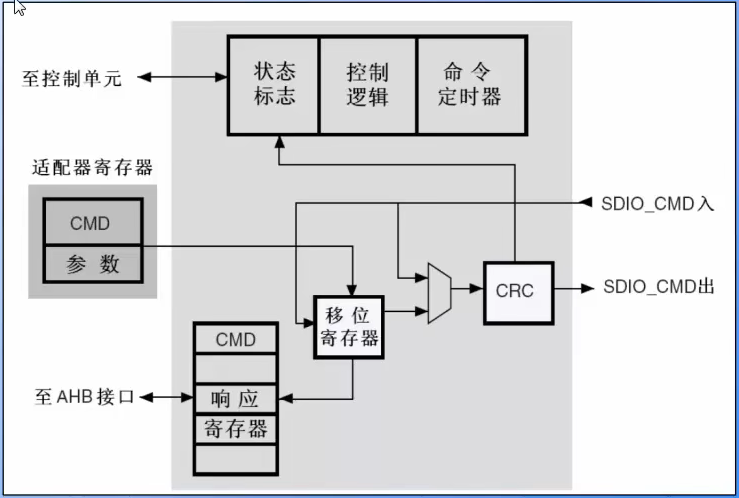 状态
标志
控制
逻辑
命令
定时器
至控制单元
适配器寄存器
CMD
参数
SDIO_CMD入
SDIO_CMD出
CRC
移位
寄存器
CMD
响应
寄存器
至AHB接口